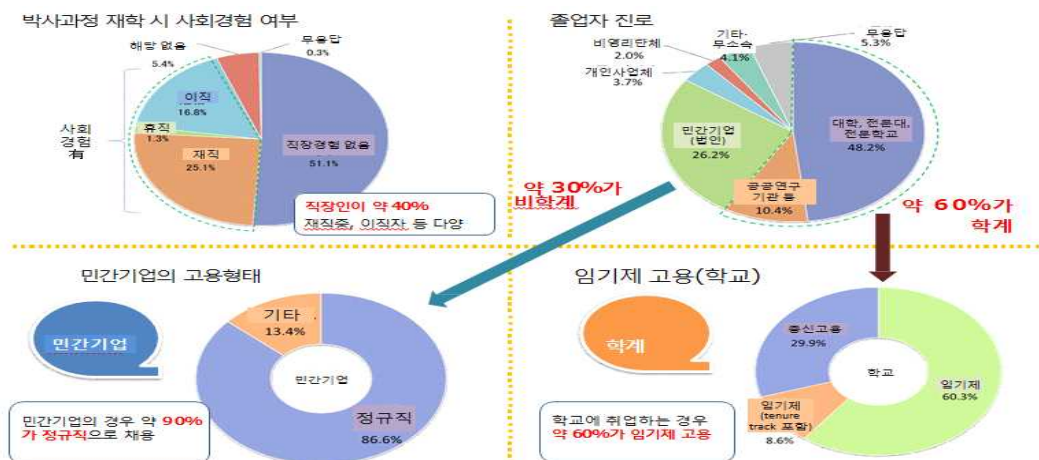 박사과정 재학 시 사회경험 여부
해당 없음
5.4%
무응답
0.3%
이직
16.8%
사회
경험
有
휴직
1.3%
재직
25.1%
직장경험 없음
51.1%
직장인이 약 40%
재직중, 이직자 등 다양
졸업자 진로
비영리단체
2.0%
기타·
무소속
4.1%
무응답
5.3%
개인사업체
3.7%
민간기업
(법인)
26.2%
대학, 전문대,
전문학교
48.2%
공공연구
기관 등
10.4%
약 30%가
비학계
약 60%가
학계
민간기업의 고용형태
민간기업
기타
13.4%
민간기업
정규직
86.6%
민간기업의 경우 약 90%
가 정규직으로 채용
임기제 고용(학교)
학계
종신고용
29.9%
학교
임기제
60.3%
임기제
(tenure
track 포함)
8.6%
학교에 취업하는 경우
약 60%가 임기제 고용